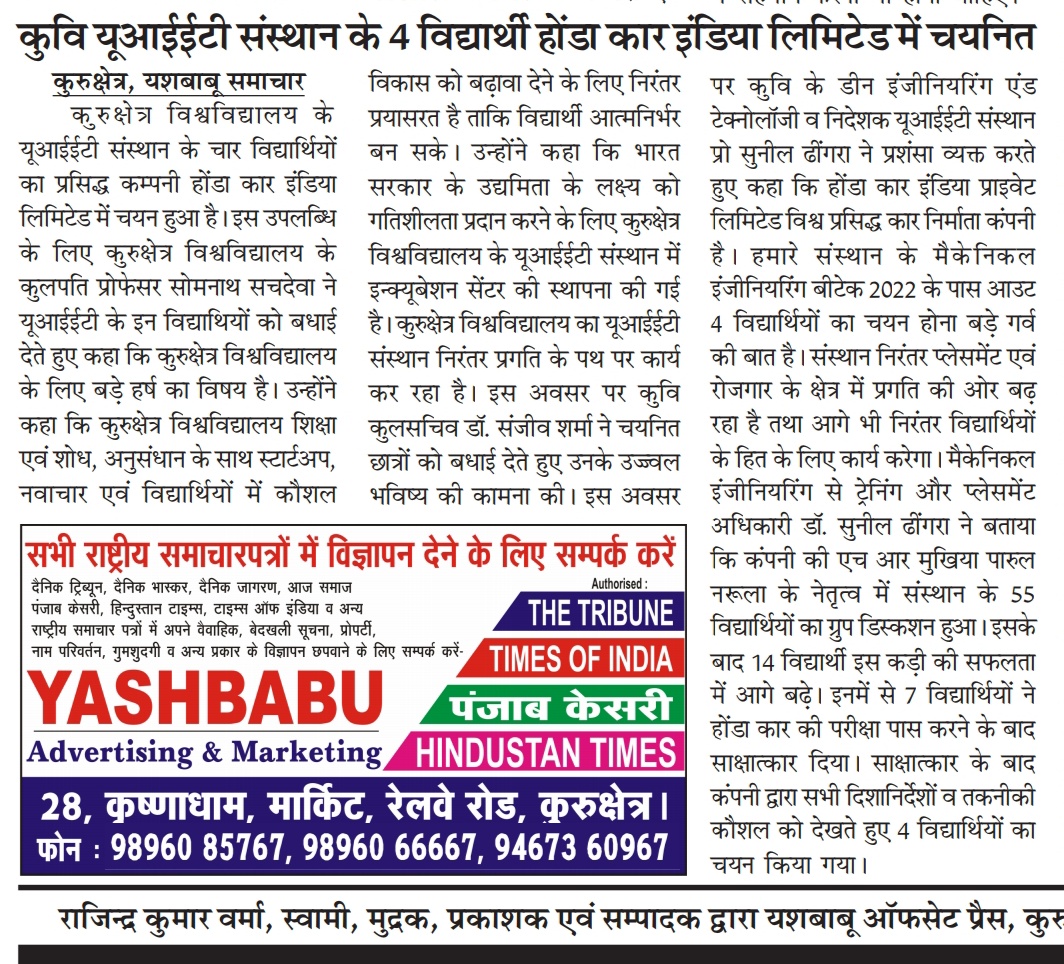 कुवि यूआईईटी संस्थान के 4 विद्यार्थी होंडा कार इंडिया लिमिटेड में चयनित
कुरुक्षेत्र, यशबाबू समाचार
कुरुक्षेत्र विश्वविद्यालय के
यूआईईटी संस्थान के चार विद्यार्थियों
का प्रसिद्ध कम्पनी होंडा कार इंडिया
लिमिटेड में चयन हुआ है। इस उपलब्धि
के लिए कुरुक्षेत्र विश्वविद्यालय के
कुलपति प्रोफेसर सोमनाथ सचदेवा ने
यूआईईटी के इन विद्याथियों को बधाई
देते हुए कहा कि कुरुक्षेत्र विश्वविद्यालय
के लिए बड़े हर्ष का विषय है। उन्होंने
कहा कि कुरुक्षेत्र विश्वविद्यालय शिक्षा
एवं शोध, अनुसंधान के साथ स्टार्टअप,
नवाचार एवं विद्यार्थियों में कौशल
विकास को बढ़ावा देने के लिए निरंतर
प्रयासरत है ताकि विद्यार्थी आत्मनिर्भर
बन सके। उन्होंने कहा कि भारत
सरकार के उद्यमिता के लक्ष्य को
गतिशीलता प्रदान करने के लिए कुरुक्षेत्र
विश्वविद्यालय के यूआईईटी संस्थान में
इन्क्यूबेशन सेंटर की स्थापना की गई
है। कुरुक्षेत्र विश्वविद्यालय का यूआईईटी
संस्थान निरंतर प्रगति के पथ पर कार्य
कर रहा है। इस अवसर पर कुवि
कुलसचिव डॉ. संजीव शर्मा ने चयनित
छात्रों को बधाई देते हुए उनके उज्ज्वल
भविष्य की कामना की। इस अवसर
पर कुवि के डीन इंजीनियरिंग एंड
टेक्नोलॉजी व निदेशक यूआईईटी संस्थान
प्रो सुनील ढींगरा ने प्रशंसा व्यक्त करते
हुए कहा कि होंडा कार इंडिया प्राइवेट
लिमिटेड विश्व प्रसिद्ध कार निर्माता कंपनी
है। हमारे संस्थान के मैकेनिकल
इंजीनियरिंग बीटेक 2022 के पास आउट
4 विद्यार्थियों का चयन होना बड़े गर्व
की बात है। संस्थान निरंतर प्लेसमेंट एवं
रोजगार के क्षेत्र में प्रगति की ओर बढ़
रहा है तथा आगे भी निरंतर विद्यार्थियों
के हित के लिए कार्य करेगा। मैकेनिकल
इंजीनियरिंग से ट्रेनिंग और प्लेसमेंट
अधिकारी डॉ. सुनील ढींगरा ने बताया
कि कंपनी की एच आर मुखिया पारुल
नरूला के नेतृत्व में संस्थान के 55
विद्यार्थियों का ग्रुप डिस्कशन हुआ। इसके
बाद 14 विद्यार्थी इस कड़ी की सफलता
में आगे बढ़े। इनमें से 7 विद्यार्थियों ने
होंडा कार की परीक्षा पास करने के बाद
साक्षात्कार दिया। साक्षात्कार के बाद
कंपनी द्वारा सभी दिशानिर्देशों व तकनीकी
कौशल को देखते हुए 4 विद्यार्थियों का
चयन किया गया।
सभी राष्ट्रीय समाचारपत्रों में विज्ञापन देने के लिए सम्पर्क करें
दैनिक ट्रिब्यून, दैनिक भास्कर, दैनिक जागरण, आज समाज
पंजाब केसरी, हिन्दुस्तान टाइम्स, टाइम्स ऑफ इंडिया व अन्य
राष्ट्रीय समाचार पत्रों में अपने वैवाहिक, बेदखली सूचना, प्रोपर्टी,
नाम परिवर्तन, गुमशुदगी व अन्य प्रकार के विज्ञापन छपवाने के लिए सम्पर्क करें-
Authorised :
THE TRIBUNE
TIMES OF INDIA
पंजाब केसरी
HINDUSTAN TIMES
YASHBABU
Advertising & Marketing
28, कृष्णाधाम, मार्किट, रेलवे रोड, कुरुक्षेत्र।
फोन : 98960 85767, 98960 66667, 94673 60967
राजिन्द्र कुमार वर्मा, स्वामी, मुद्रक, प्रकाशक एवं सम्पादक द्वारा यशबाबू ऑफसेट प्रैस,